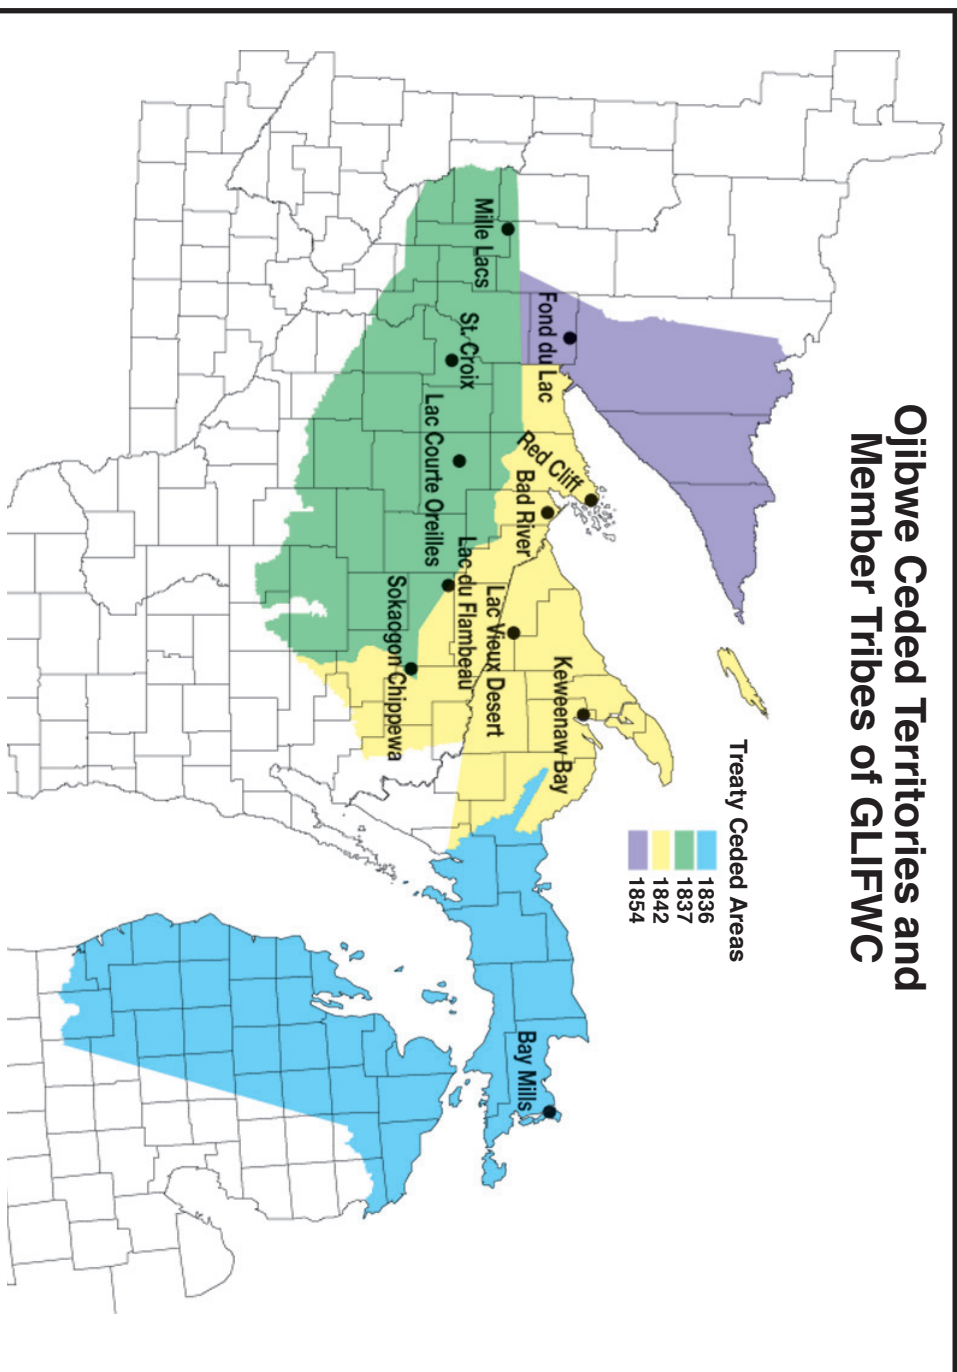 Ojibwe Ceded Territories and
Member Tribes of GLIFWC
Treaty Ceded Areas
1836
1837
1842
1854
Mille Lacs
Fond du Lac
St. Croix
Lac Courte Oreilles
Red Cliff
Bad River
Lac du Flambeau
Lac Vieux Desert
Sokaogon Chippewa
Keweenaw Bay
Bay Mills